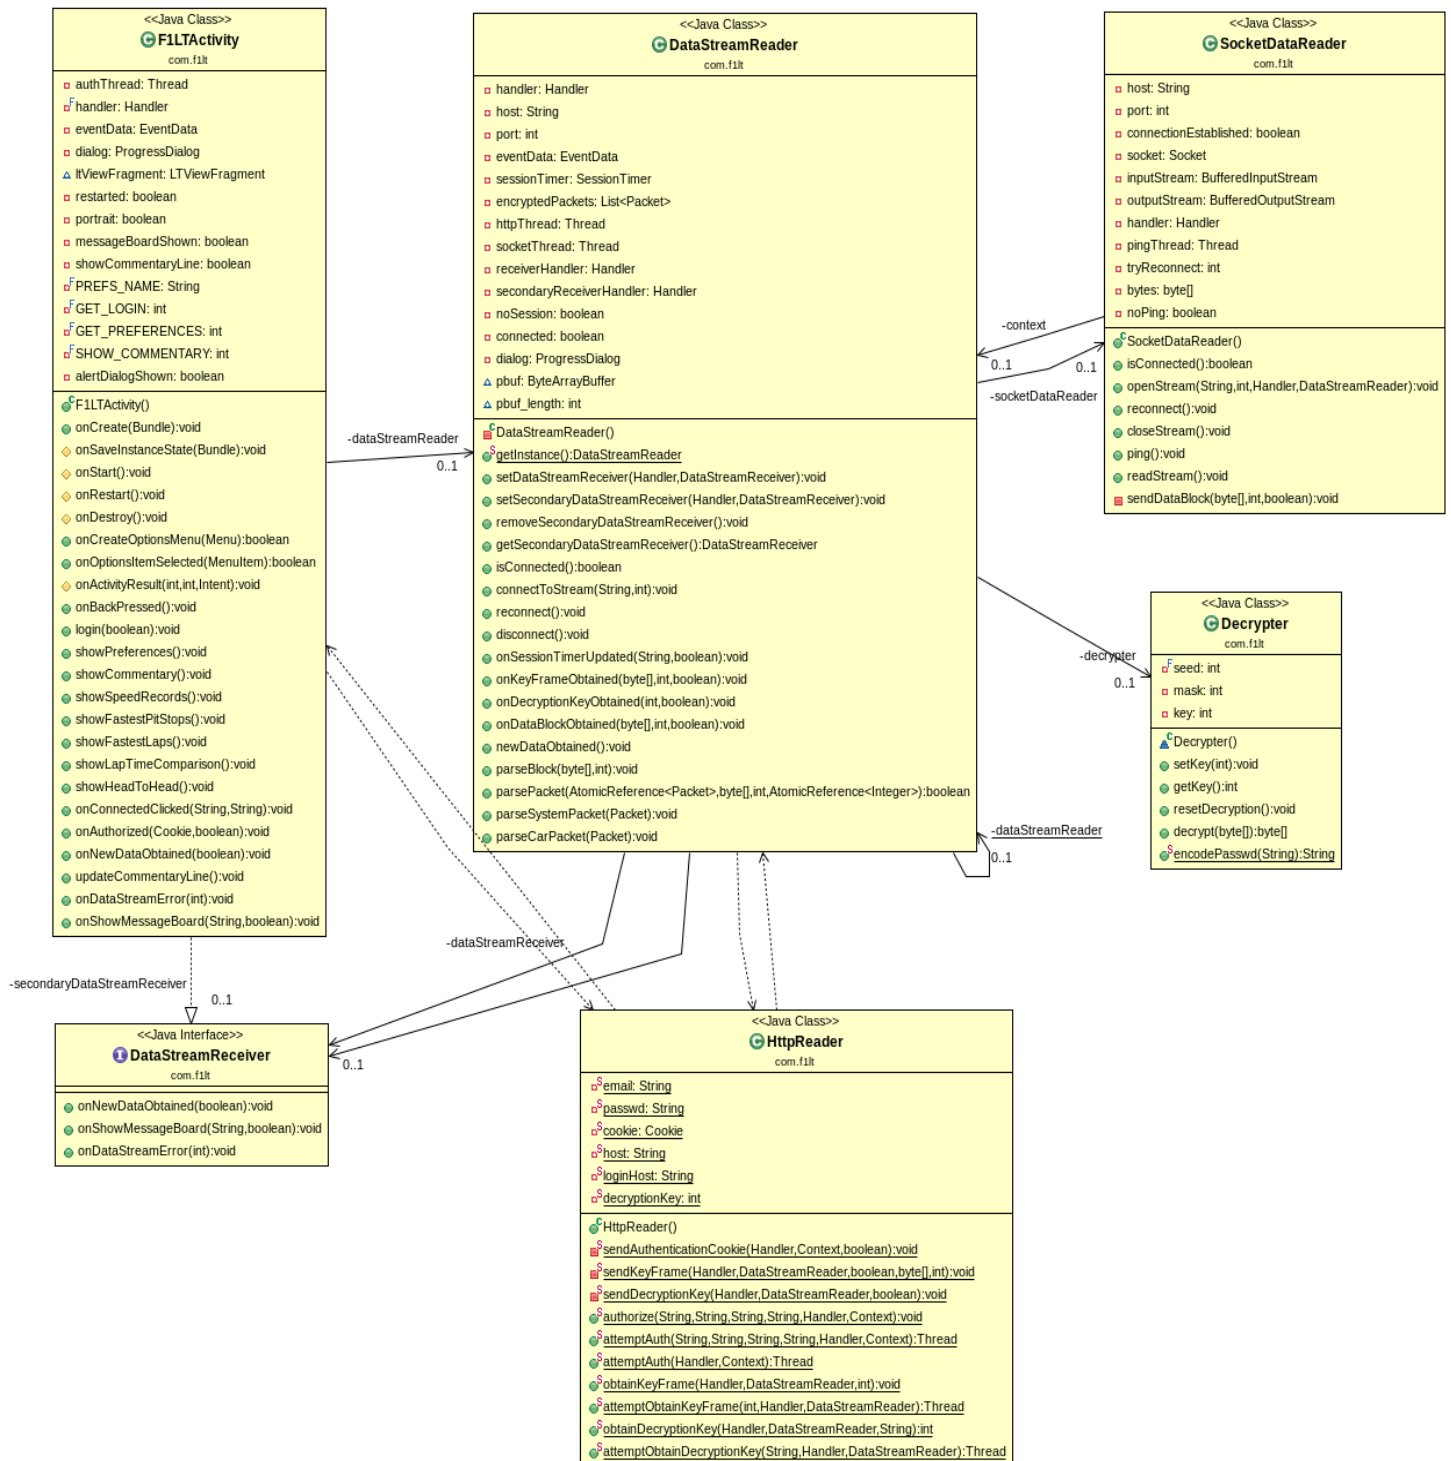 <<Java Class>>
F1LTActivity
com.f1lt
authThread: Thread
handler: Handler
eventData: EventData
dialog: ProgressDialog
ltViewFragment: LTViewFragment
restarted: boolean
portrait: boolean
messageBoardShown: boolean
showCommentaryLine: boolean
PREFS_NAME: String
GET_LOGIN: int
GET_PREFERENCES: int
SHOW_COMMENTARY: int
alertDialogShown: boolean
F1LTActivity()
onCreate(Bundle):void
onSaveInstanceState(Bundle):void
onStart():void
onRestart():void
onDestroy():void
onCreateOptionsMenu(Menu):boolean
onOptionsItemSelected(MenuItem):boolean
onActivityResult(int,int,Intent):void
onBackPressed():void
login(boolean):void
showPreferences():void
showCommentary():void
showSpeedRecords():void
showFastestPitStops():void
showFastestLaps():void
showLapTimeComparison():void
showHeadToHead():void
onConnectedClicked(String,String):void
onAuthorized(Cookie,boolean):void
onNewDataObtained(boolean):void
updateCommentaryLine():void
onDataStreamError(int):void
onShowMessageBoard(String,boolean):void
-dataStreamReader
0..1
<<Java Class>>
DataStreamReader
com.f1lt
handler: Handler
host: String
port: int
eventData: EventData
sessionTimer: SessionTimer
encryptedPackets: List<Packet>
httpThread: Thread
socketThread: Thread
receiverHandler: Handler
secondaryReceiverHandler: Handler
noSession: boolean
connected: boolean
dialog: ProgressDialog
pbuf: ByteArrayBuffer
pbuf_length: int
DataStreamReader()
getInstance():DataStreamReader
setDataStreamReceiver(Handler,DataStreamReceiver):void
setSecondaryDataStreamReceiver(Handler,DataStreamReceiver):void
removeSecondaryDataStreamReceiver():void
getSecondaryDataStreamReceiver():DataStreamReceiver
isConnected():boolean
connectToStream(String,int):void
reconnect():void
disconnect():void
onSessionTimerUpdated(String,boolean):void
onKeyFrameObtained(byte[],int,boolean):void
onDecryptionKeyObtained(int,boolean):void
onDataBlockObtained(byte[],int,boolean):void
newDataObtained():void
parseBlock(byte[],int):void
parsePacket(AtomicReference<Packet>,byte[],int,AtomicReference<Integer>):boolean
parseSystemPacket(Packet):void
parseCarPacket(Packet):void
-context
0..1
0..1
-socketDataReader
<<Java Class>>
SocketDataReader
com.f1lt
host: String
port: int
connectionEstablished: boolean
socket: Socket
inputStream: BufferedInputStream
outputStream: BufferedOutputStream
handler: Handler
pingThread: Thread
tryReconnect: int
bytes: byte[]
noPing: boolean
SocketDataReader()
isConnected():boolean
openStream(String,int,Handler,DataStreamReader):void
reconnect():void
closeStream():void
ping():void
readStream():void
sendDataBlock(byte[],int,boolean):void
-decrypter
0..1
<<Java Class>>
Decrypter
com.f1lt
seed: int
mask: int
key: int
Decrypter()
setKey(int):void
getKey():int
resetDecryption():void
decrypt(byte[]):byte[]
encodePasswd(String):String
-dataStreamReader
0..1
-dataStreamReceiver
0..1
-secondaryDataStreamReceiver
0..1
<<Java Interface>>
DataStreamReceiver
com.f1lt
onNewDataObtained(boolean):void
onShowMessageBoard(String,boolean):void
onDataStreamError(int):void
<<Java Class>>
HttpReader
com.f1lt
email: String
passwd: String
cookie: Cookie
host: String
loginHost: String
decryptionKey: int
HttpReader()
sendAuthenticationCookie(Handler,Context,boolean):void
sendKeyFrame(Handler,DataStreamReader,boolean,byte[],int):void
sendDecryptionKey(Handler,DataStreamReader,boolean):void
authorize(String,String,String,String,Handler,Context):void
attemptAuth(String,String,String,String,Handler,Context):Thread
attemptAuth(Handler,Context):Thread
obtainKeyFrame(Handler,DataStreamReader,int):void
attemptObtainKeyFrame(int,Handler,DataStreamReader):Thread
obtainDecryptionKey(Handler,DataStreamReader,String):int
attemptObtainDecryptionKey(String,Handler,DataStreamReader):Thread